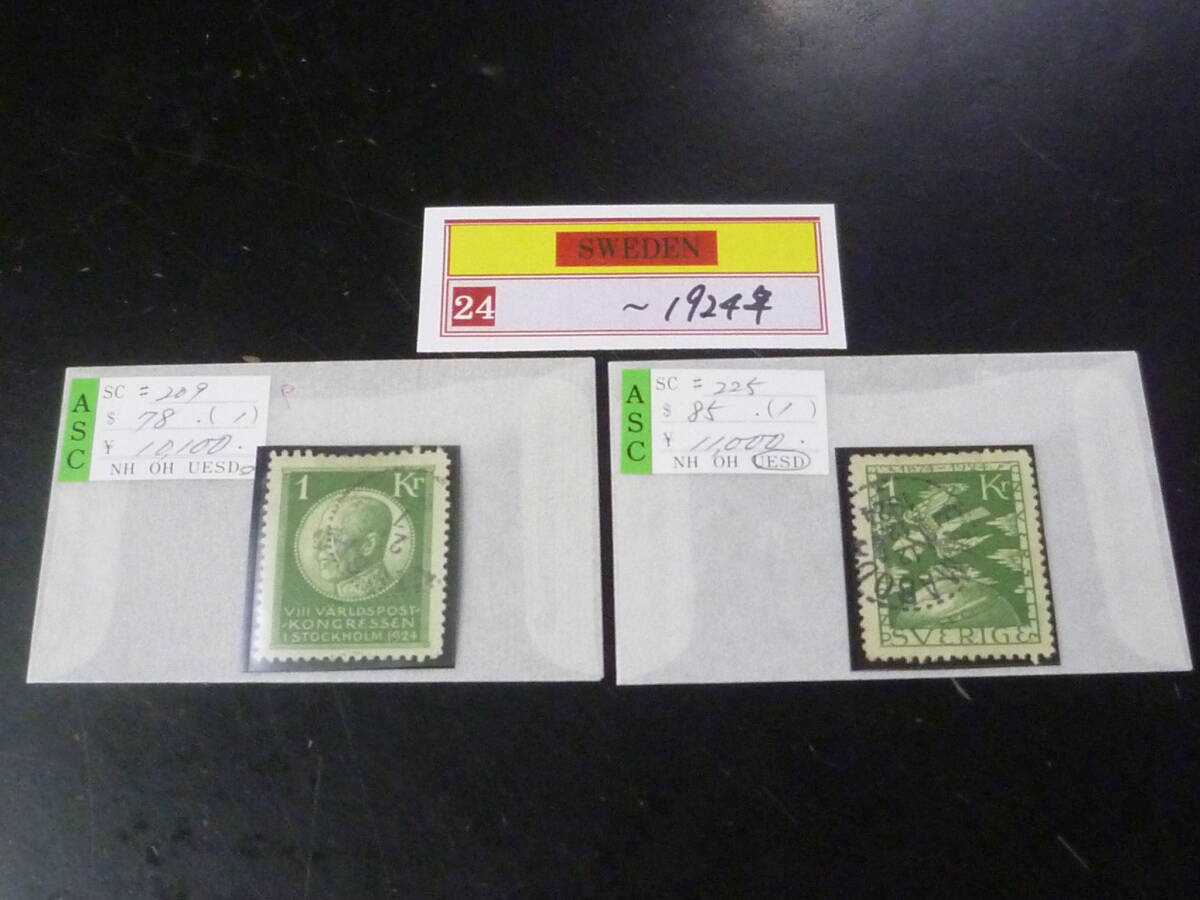 SWEDEN
24 ~1924年
ASC
SC = 209
$ 78 . (1)
¥ 10,100.
NH OH UESD
1 Kr
VIII VÄRLDSPOST-
KONGRESSEN
I STOCKHOLM 1924
ASC
SC = 225
$ 85 . (1)
¥ 11,000.
NH OH UESD
1874-1924
1 Kr
SVERIGE